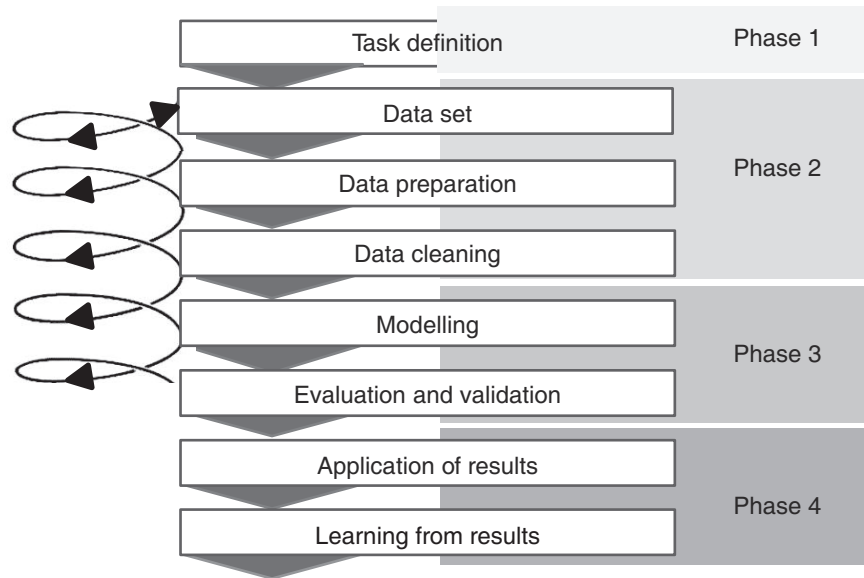 Task definition
Phase 1
Data set
Data preparation
Phase 2
Data cleaning
Modelling
Phase 3
Evaluation and validation
Application of results
Phase 4
Learning from results